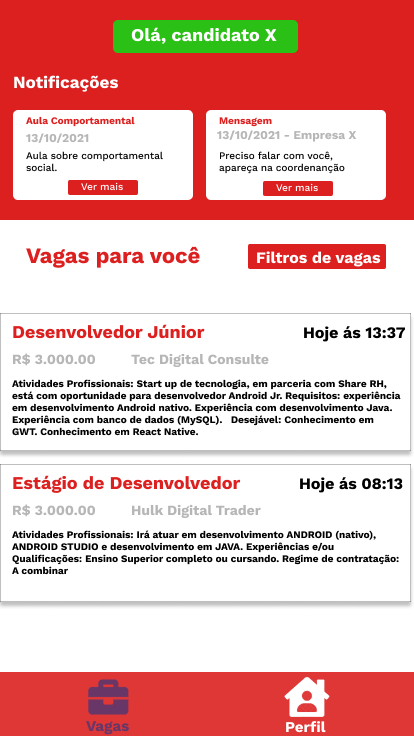 Olá, candidato X
Notificações
Aula Comportamental
13/10/2021
Aula sobre comportamental
social.
Ver mais
Mensagem
13/10/2021 - Empresa X
Preciso falar com você,
apareça na coordenanção
Ver mais
Vagas para você
Filtros de vagas
Desenvolvedor Júnior
Hoje ás 13:37
R$ 3.000.00
Tec Digital Consulte
Atividades Profissionais: Start up de tecnologia, em parceria com Share RH,
está com oportunidade para desenvolvedor Android Jr. Requisitos: experiência
em desenvolvimento Android nativo. Experiência com desenvolvimento Java.
Experiência com banco de dados (MySQL). Desejável: Conhecimento em
GWT. Conhecimento em React Native.
Estágio de Desenvolvedor
Hoje ás 08:13
R$ 3.000.00
Hulk Digital Trader
Atividades Profissionais: Irá atuar em desenvolvimento ANDROID (nativo),
ANDROID STUDIO e desenvolvimento em JAVA. Experiências e/ou
Qualificações: Ensino Superior completo ou cursando. Regime de contratação:
A combinar
Vagas
Perfil